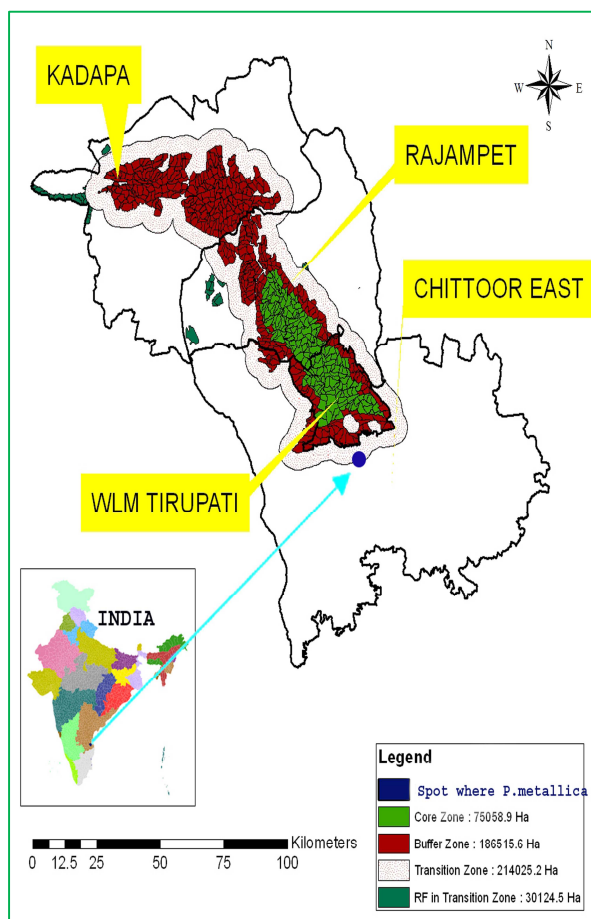 N
W E
S
KADAPA
RAJAMPET
CHITTOOR EAST
WLM TIRUPATI
INDIA
Legend
Spot where P.metallica
Core Zone : 75058.9 Ha
Buffer Zone : 186515.6 Ha
Transition Zone : 214025.2 Ha
RF in Transition Zone : 30124.5 Ha
Kilometers
0 12.5 25 50 75 100